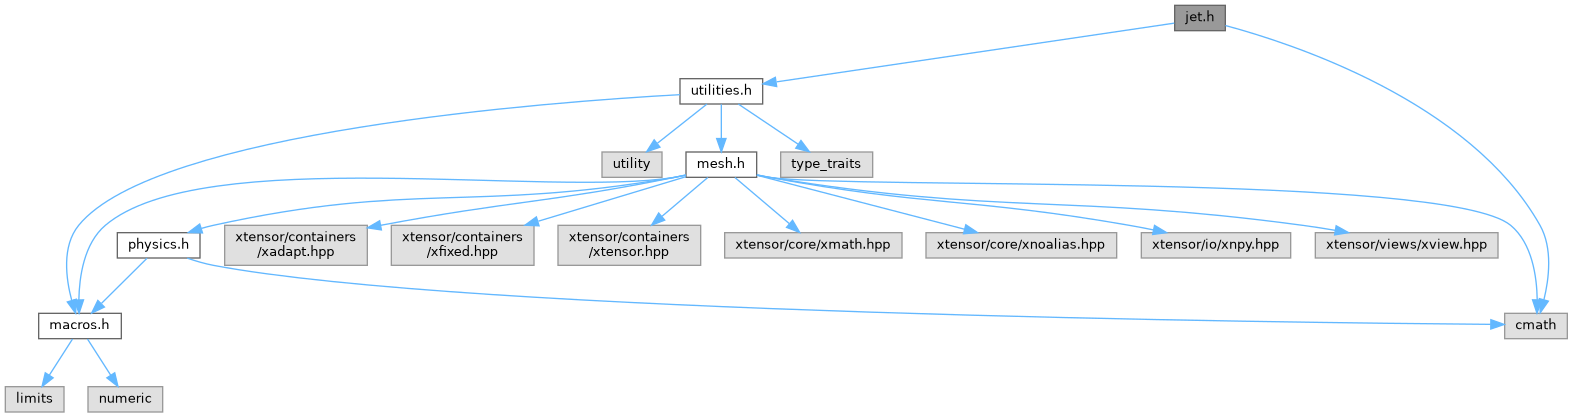 jet.h
utilities.h
utility
mesh.h
type_traits
physics.h
xtensor/containers
/xadapt.hpp
xtensor/containers
/xfixed.hpp
xtensor/containers
/xtensor.hpp
xtensor/core/xmath.hpp
xtensor/core/xnoalias.hpp
xtensor/io/xnpy.hpp
xtensor/views/xview.hpp
macros.h
cmath
limits
numeric